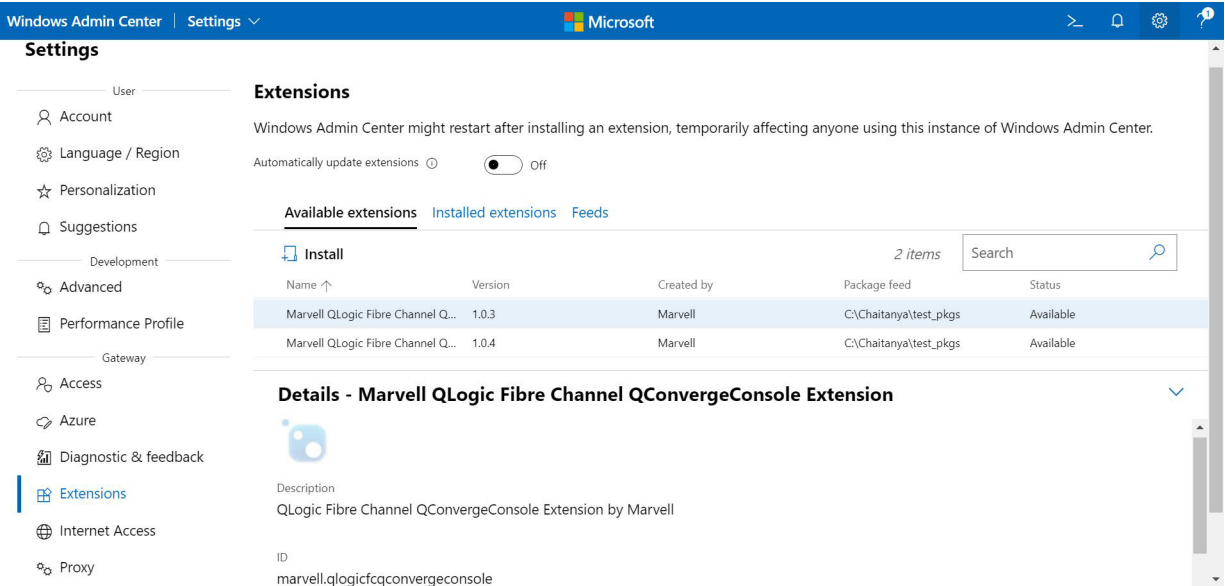 Windows Admin Center Settings Microsoft 1
Settings
User
Account
Language / Region
Personalization
Suggestions
Development
Advanced
Performance Profile
Gateway
Access
Azure
Diagnostic & feedback
Extensions
Internet Access
Proxy
Extensions
Windows Admin Center might restart after installing an extension, temporarily affecting anyone using this instance of Windows Admin Center.
Automatically update extensions Off
Available extensions Installed extensions Feeds
Install 2 items Search
Name Version Created by Package feed Status
Marvell QLogic Fibre Channel Q... 1.0.3 Marvell C:\Chaitanya\test_pkgs Available
Marvell QLogic Fibre Channel Q... 1.0.4 Marvell C:\Chaitanya\test_pkgs Available
Details - Marvell QLogic Fibre Channel QConvergeConsole Extension
Description
QLogic Fibre Channel QConvergeConsole Extension by Marvell
ID
marvell.qlogicfcqconvergeconsole